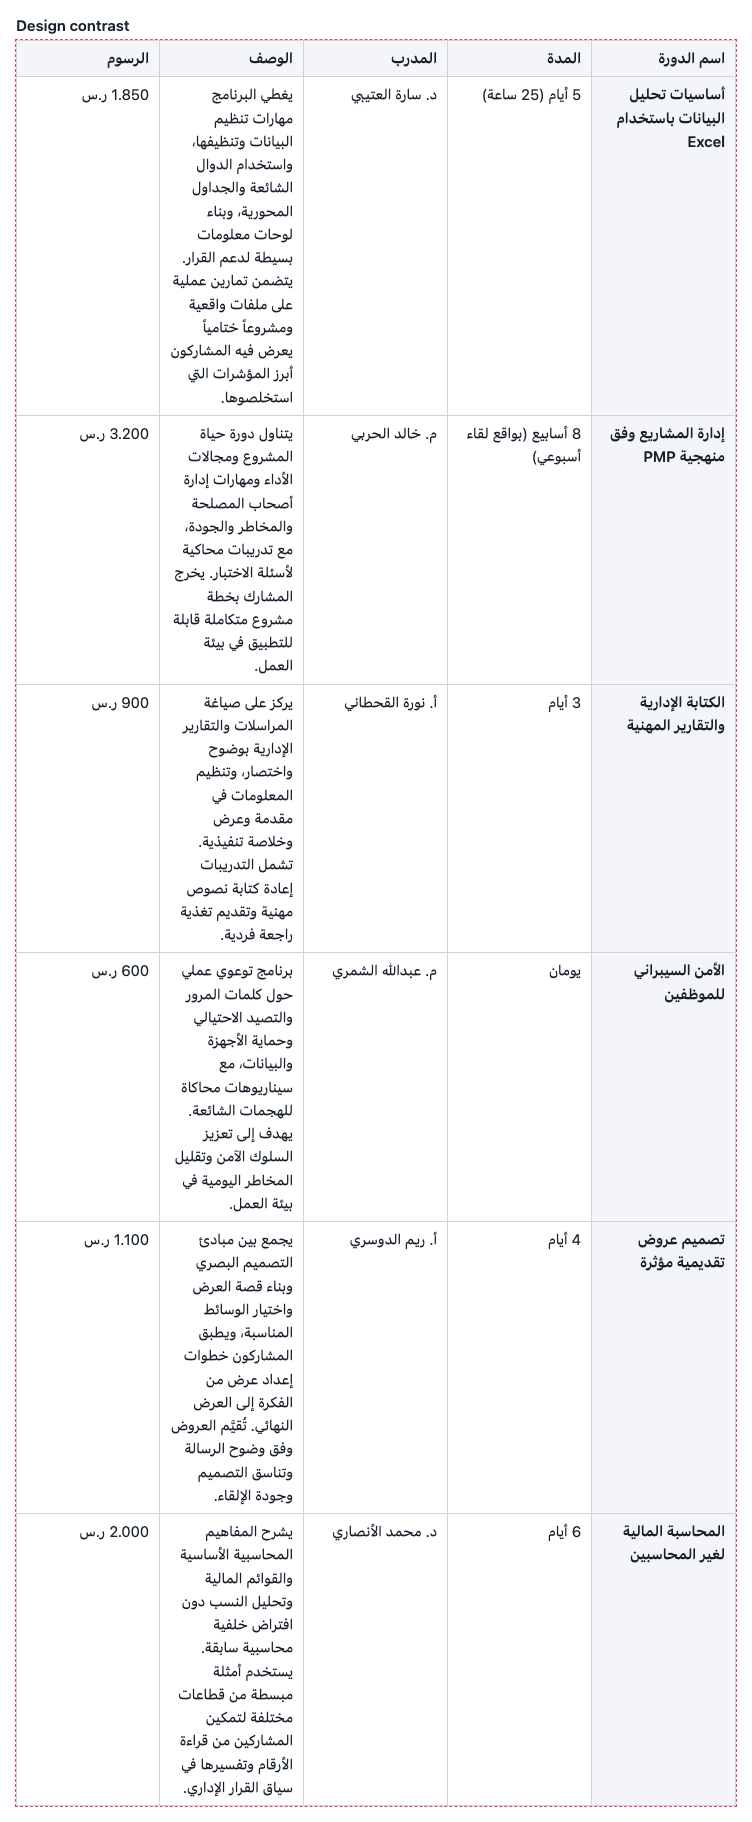 Design contrast
اسم الدورة
المدة
المدرب
الوصف
الرسوم
أساسيات تحليل
البيانات باستخدام
Excel
5 أيام (25 ساعة)
د. سارة العتيبي
يغطي البرنامج
مهارات تنظيم
البيانات وتنظيفها،
واستخدام الدوال
الشائعة والجداول
المحورية، وبناء
لوحات معلومات
بسيطة لدعم القرار.
يتضمن تمارين عملية
على ملفات واقعية
ومشروعاً ختامياً
يعرض فيه المشاركون
أبرز المؤشرات التي
استخلصوها.
1.850 ر.س
إدارة المشاريع وفق
منهجية PMP
8 أسابيع (بواقع لقاء
أسبوعي)
م. خالد الحربي
يتناول دورة حياة
المشروع ومجالات
الأداء ومهارات إدارة
أصحاب المصلحة
والمخاطر والجودة،
مع تدريبات محاكية
لأسئلة الاختبار. يخرج
المشارك بخطة
مشروع متكاملة قابلة
للتطبيق في بيئة
العمل.
3.200 ر.س
الكتابة الإدارية
والتقارير المهنية
3 أيام
أ. نورة القحطاني
يركز على صياغة
المراسلات والتقارير
الإدارية بوضوح
واختصار، وتنظيم
المعلومات في
مقدمة وعرض
وخلاصة تنفيذية.
تشمل التدريبات
إعادة كتابة نصوص
مهنية وتقديم تغذية
راجعة فردية.
900 ر.س
الأمن السيبراني
للموظفين
يومان
م. عبدالله الشمري
برنامج توعوي عملي
حول كلمات المرور
والتصيد الاحتيالي
وحماية الأجهزة
والبيانات، مع
سيناريوهات محاكاة
للهجمات الشائعة.
يهدف إلى تعزيز
السلوك الآمن وتقليل
المخاطر اليومية في
بيئة العمل.
600 ر.س
تصميم عروض
تقديمية مؤثرة
4 أيام
أ. ريم الدوسري
يجمع بين مبادئ
التصميم البصري
وبناء قصة العرض
واختيار الوسائط
المناسبة، ويطبق
المشاركون خطوات
إعداد عرض من
الفكرة إلى العرض
النهائي. تُقيَّم العروض
وفق وضوح الرسالة
وتناسق التصميم
وجودة الإلقاء.
1.100 ر.س
المحاسبة المالية
لغير المحاسبين
6 أيام
د. محمد الأنصاري
يشرح المفاهيم
المحاسبية الأساسية
والقوائم المالية
وتحليل النسب دون
افتراض خلفية
محاسبية سابقة.
يستخدم أمثلة
مبسطة من قطاعات
مختلفة لتمكين
المشاركين من قراءة
الأرقام وتفسيرها في
سياق القرار الإداري.
2.000 ر.س